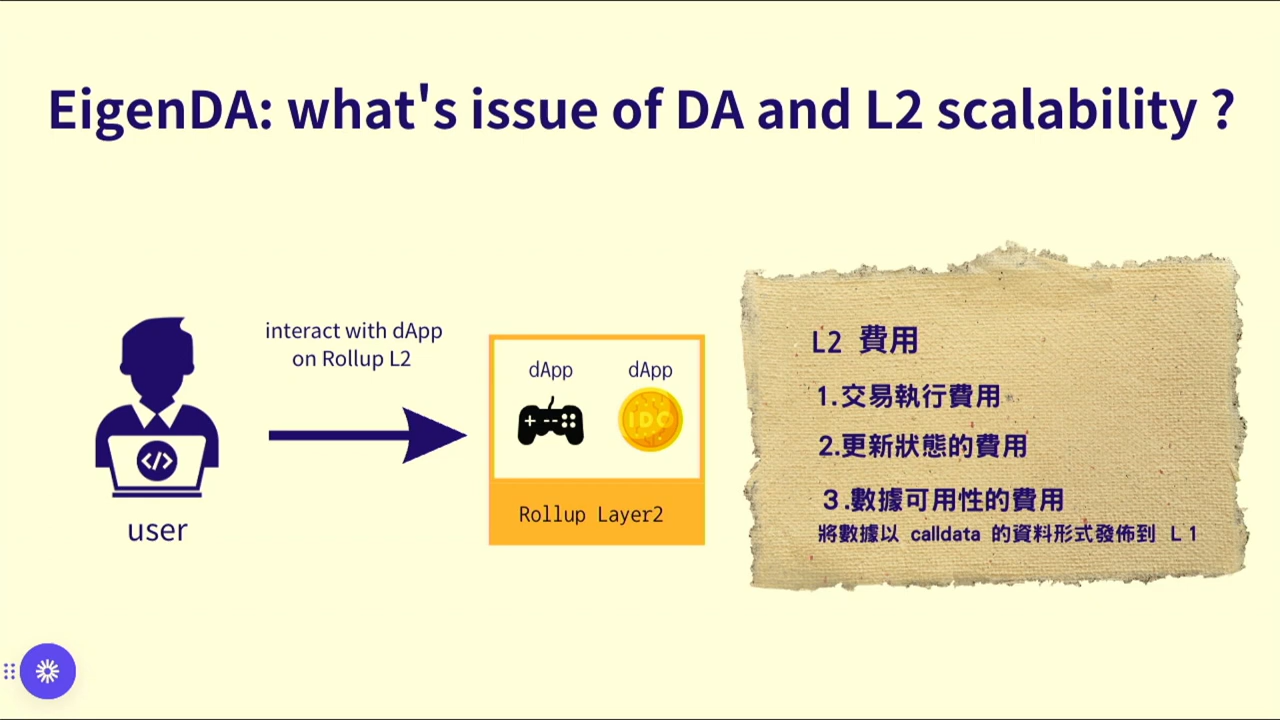 EigenDA: what's issue of DA and L2 scalability ?
interact with dApp
on Rollup L2
user
dApp
dApp
IDO
Rollup Layer2
L2 費用
1.交易執行費用
2.更新狀態的費用
3.數據可用性的費用
將數據以 calldata 的資料形式發佈到 L1